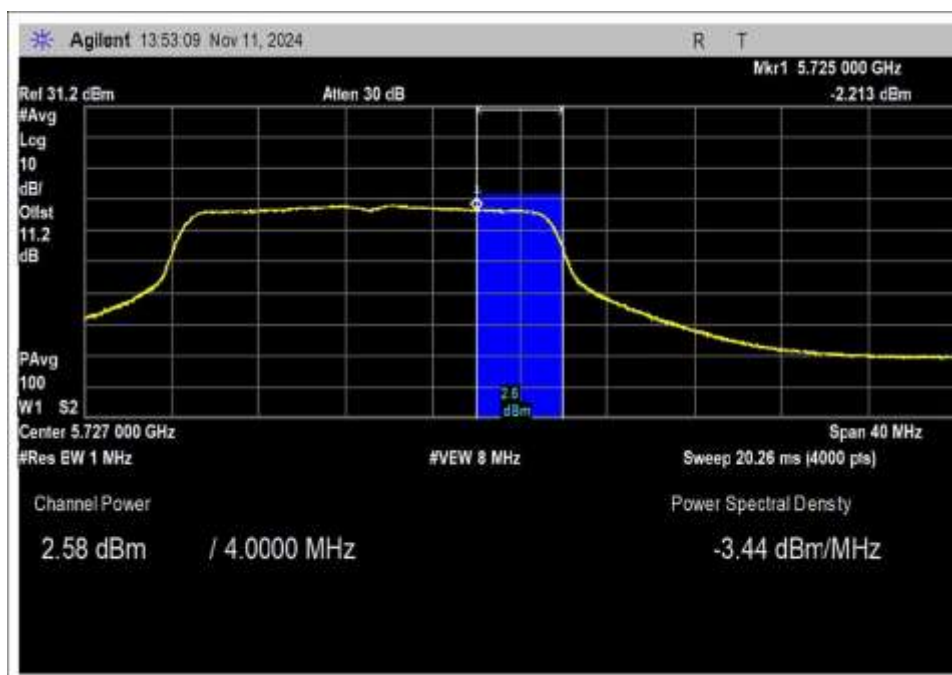 Agilent 13:53:09 Nov 11, 2024 R T
Mkr1 5.725 000 GHz
Ref 31.2 dBm Atten 30 dB -2.213 dBm
#Avg
Log
10
dB/
Offst
11.2
dB
1
PAvg
100
W1 S2
2.6
dBm
Center 5.727 000 GHz Span 40 MHz
#Res BW 1 MHz #VBW 8 MHz Sweep 20.26 ms (4000 pts)
Channel Power Power Spectral Density
2.58 dBm / 4.0000 MHz -3.44 dBm/MHz